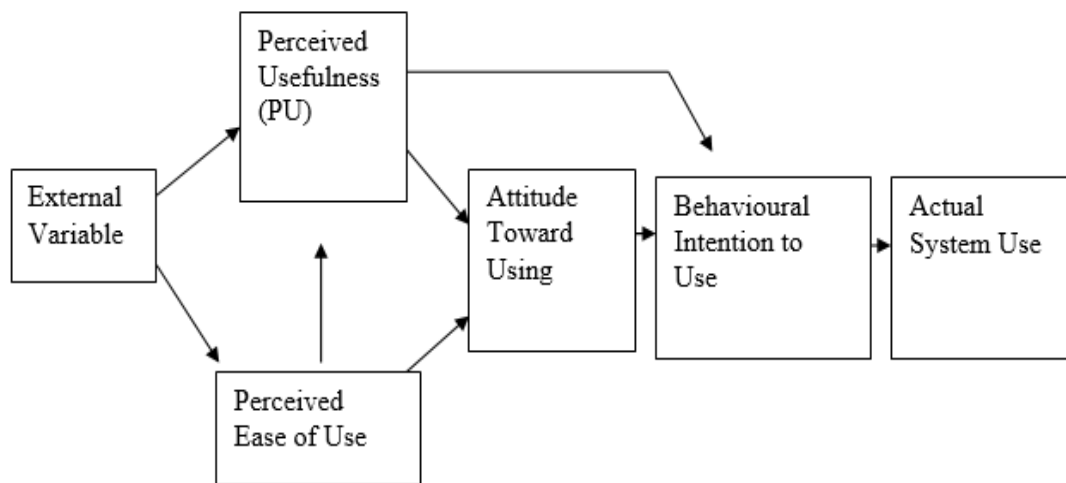 Perceived
Usefulness
(PU)
External
Variable
Attitude
Toward
Using
Behavioural
Intention to
Use
Actual
System Use
Perceived
Ease of Use